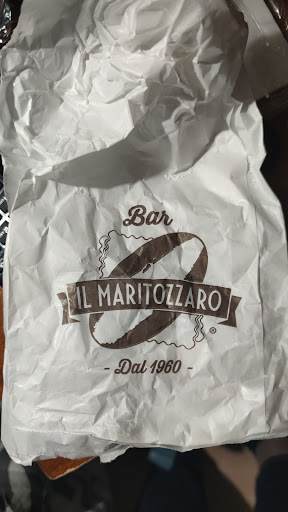 Bar
IL MARITOZZARO
®
- Dal 1960 -